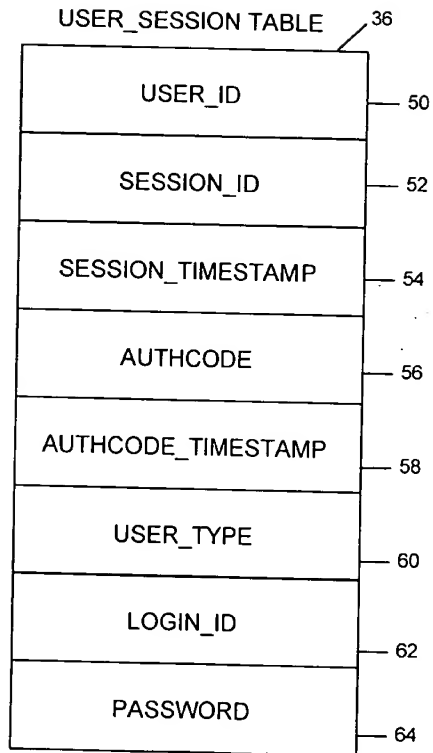 USER_SESSION TABLE 36
USER_ID 50
SESSION_ID 52
SESSION_TIMESTAMP 54
AUTHCODE 56
AUTHCODE_TIMESTAMP 58
USER_TYPE 60
LOGIN_ID 62
PASSWORD 64